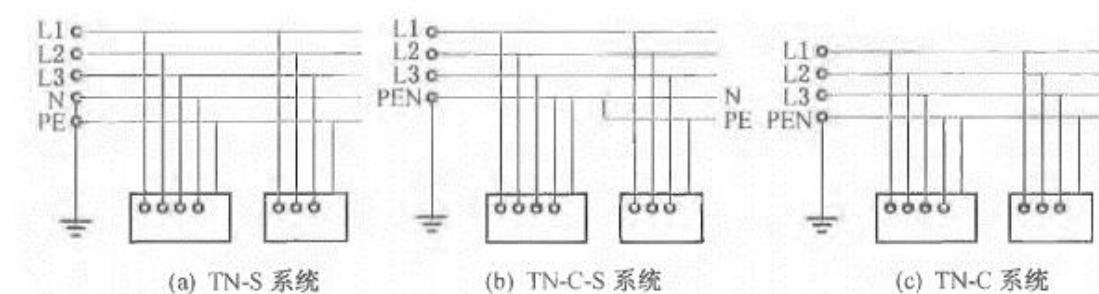 L1
L2
L3
N
PE
(a) TN-S 系统
L1
L2
L3
PEN
N
PE
(b) TN-C-S 系统
L1
L2
L3
PEN
(c) TN-C 系统